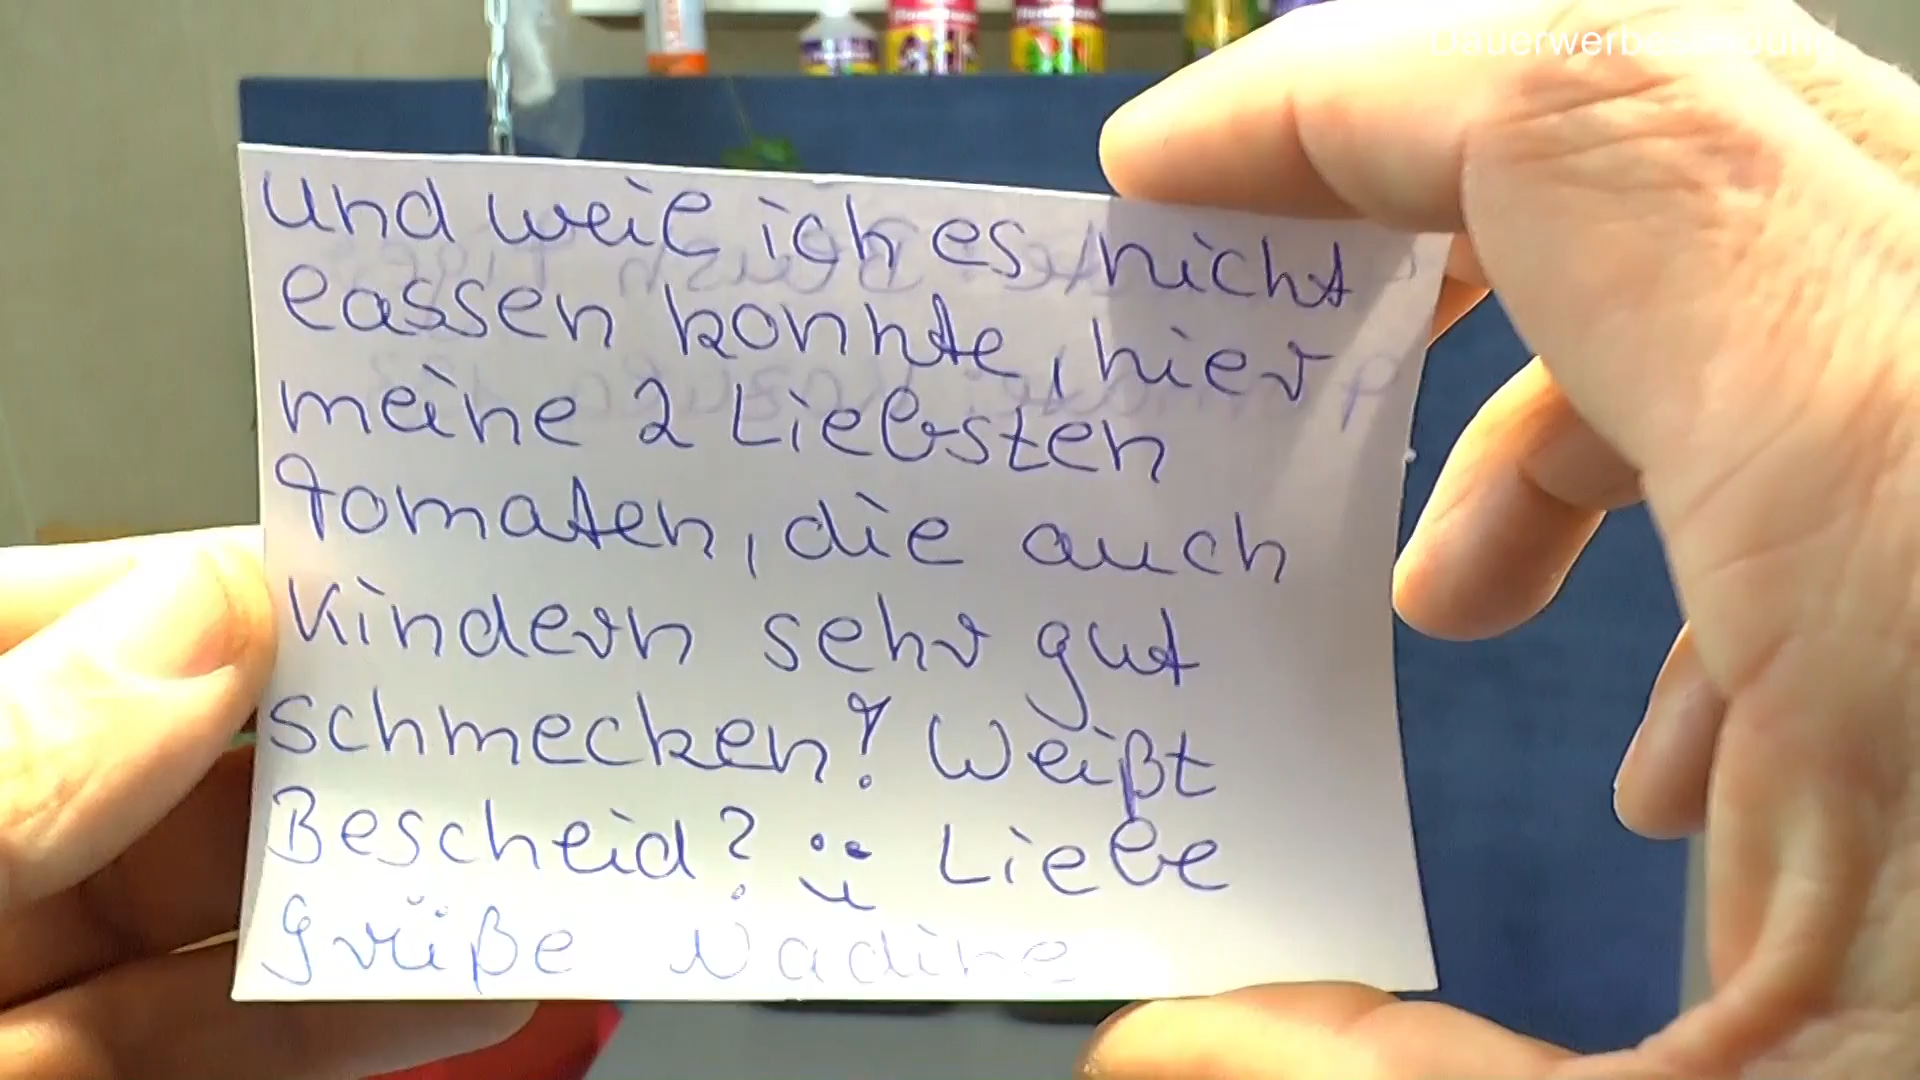 Dauerwerbesendung
und weil ich es nicht
lassen konnte, hier
meine 2 Liebsten
Tomaten, die auch
Kindern sehr gut
schmecken! Weißt
Bescheid? :) Liebe
Grüße Nadine